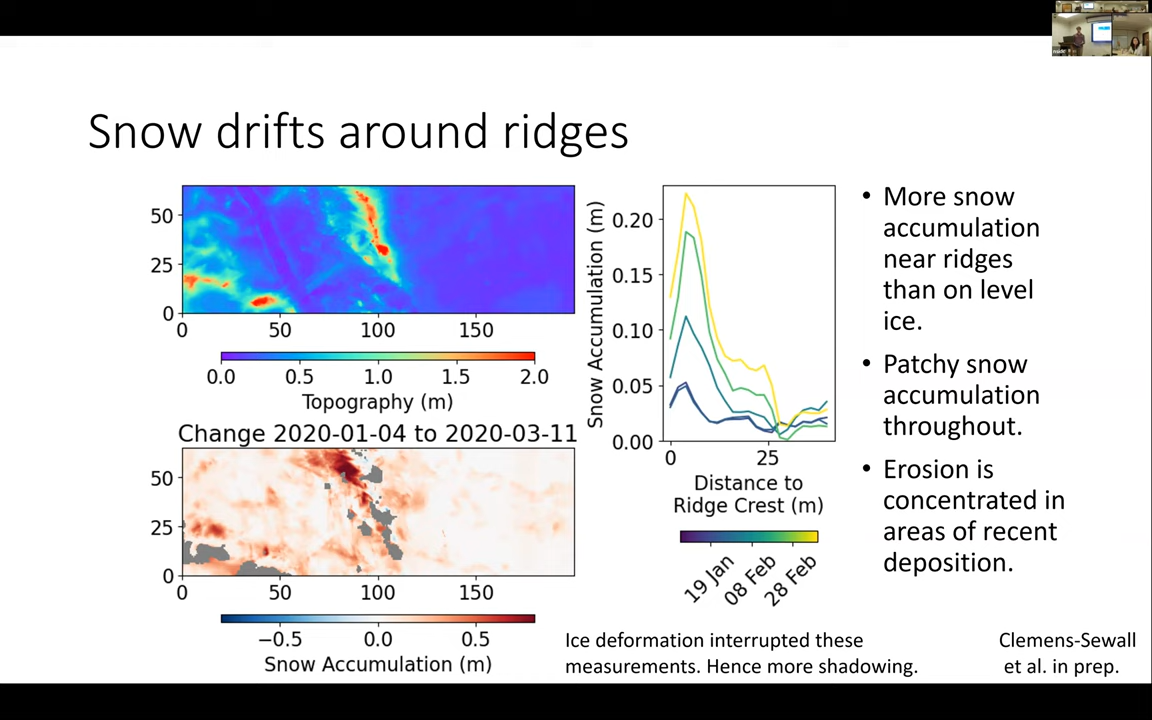 Snow drifts around ridges
50
25
0
0 50 100 150
0.0 0.5 1.0 1.5 2.0
Topography (m)
Change 2020-01-04 to 2020-03-11
50
25
0
0 50 100 150
−0.5 0.0 0.5
Snow Accumulation (m)
Snow Accumulation (m)
0.20
0.15
0.10
0.05
0.00
0 25
Distance to
Ridge Crest (m)
19 Jan
08 Feb
28 Feb
• More snow
accumulation
near ridges
than on level
ice.
• Patchy snow
accumulation
throughout.
• Erosion is
concentrated in
areas of recent
deposition.
Ice deformation interrupted these
measurements. Hence more shadowing.
Clemens-Sewall
et al. in prep.